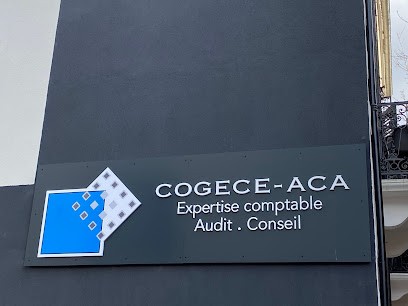 COGECE-ACA
Expertise comptable
Audit . Conseil